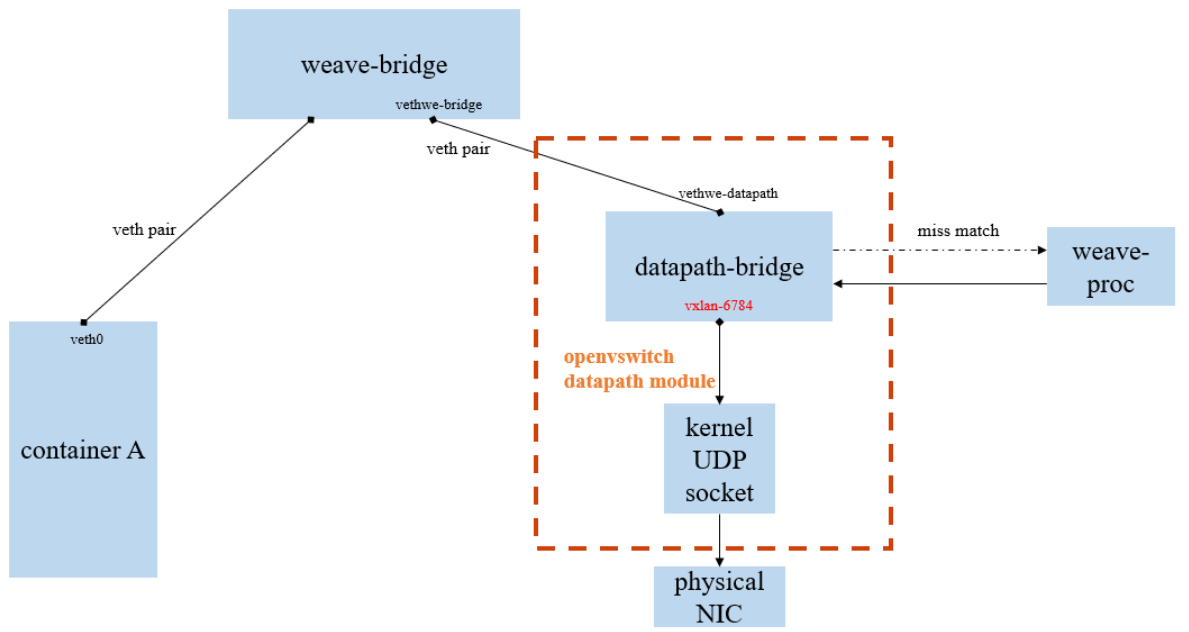 weave-bridge
vethwe-bridge
veth pair
veth pair
vethwe-datapath
datapath-bridge
vxlan-6784
miss match
weave-
proc
veth0
container A
openvswitch
datapath module
kernel
UDP
socket
physical
NIC